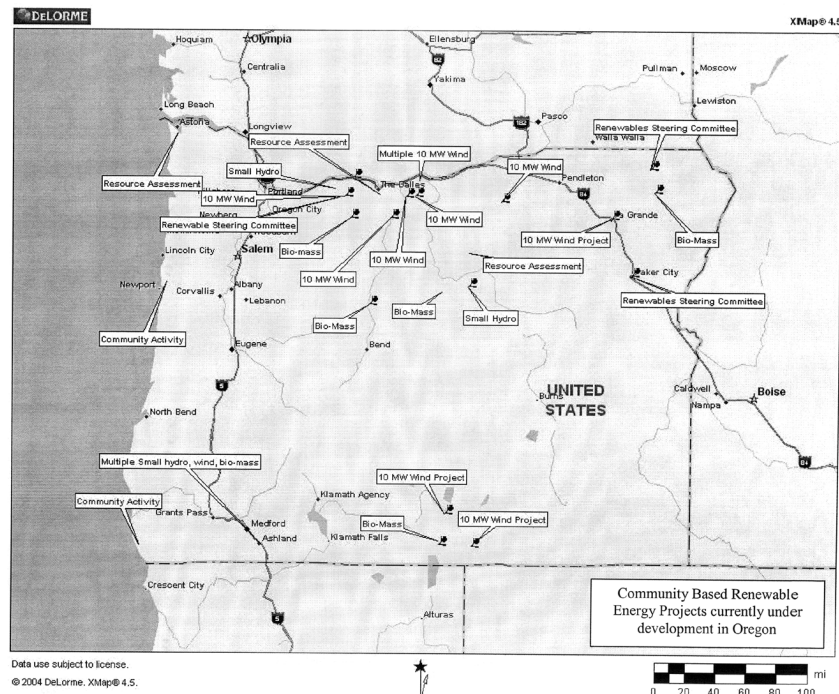 DELORME
XMap® 4.5
Hoquiam
Olympia
Ellensburg
82
Centralia
Yakima
Pullman
Moscow
Long Beach
Lewiston
Astoria
Longview
182
Pasco
Walla Walla
Renewables Steering Committee
Resource Assessment
Multiple 10 MW Wind
Small Hydro
10 MW Wind
Resource Assessment
Portland
The Dalles
Pendleton
84
10 MW Wind
Oregon City
Newberg
10 MW Wind
Grande
Renewable Steering Committee
10 MW Wind Project
Bio-Mass
Lincoln City
Salem
Bio-mass
10 MW Wind
Resource Assessment
10 MW Wind
aker City
Newport
Albany
Corvallis
Lebanon
Bio-Mass
Small Hydro
Renewables Steering Committee
Bio-Mass
Community Activity
Eugene
Bend
5
UNITED
STATES
Burns
Caldwell
Boise
Nampa
North Bend
84
Multiple Small hydro, wind, bio-mass
10 MW Wind Project
Community Activity
Klamath Agency
Grants Pass
Medford
Bio-Mass
10 MW Wind Project
Ashland
Klamath Falls
Crescent City
Alturas
5
Community Based Renewable
Energy Projects currently under
development in Oregon
Data use subject to license.
© 2004 DeLorme. XMap® 4.5.
mi
0 20 40 60 80 100